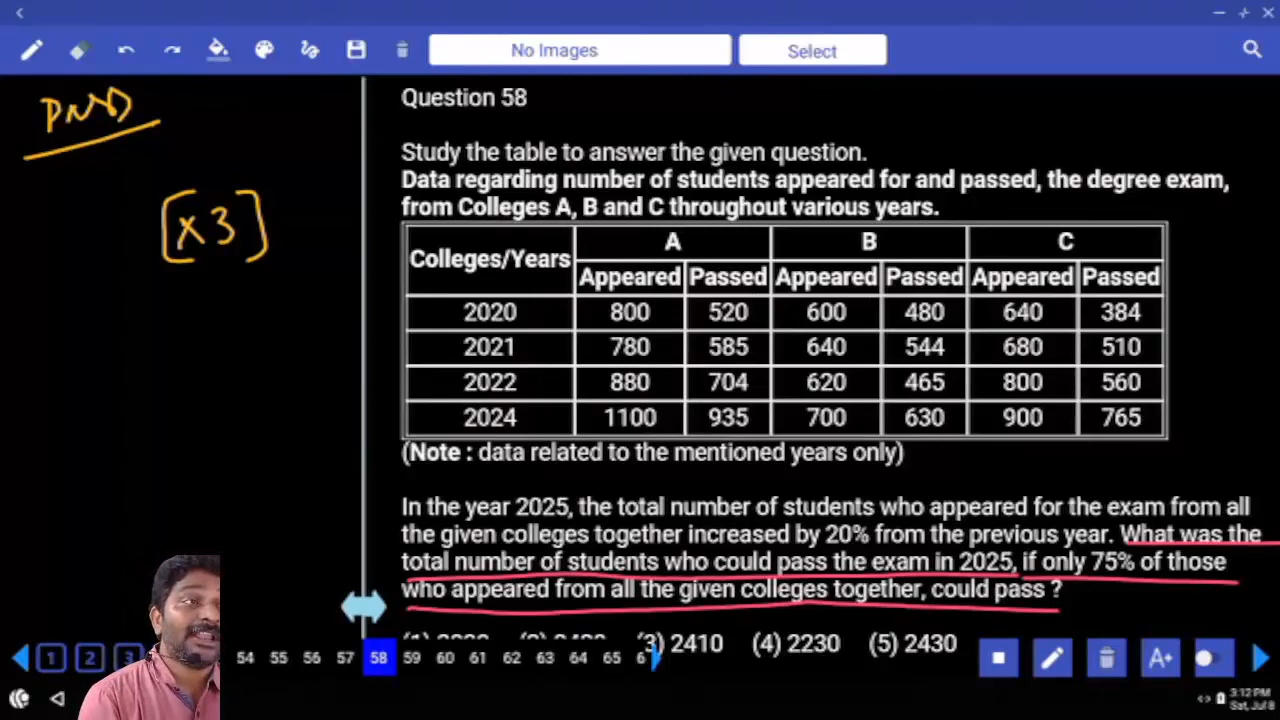 No Images
Select
PND
[×3]
Question 58
Study the table to answer the given question.
Data regarding number of students appeared for and passed, the degree exam,
from Colleges A, B and C throughout various years.
Colleges/Years A B C
Appeared Passed Appeared Passed Appeared Passed
2020 800 520 600 480 640 384
2021 780 585 640 544 680 510
2022 880 704 620 465 800 560
2024 1100 935 700 630 900 765
(Note : data related to the mentioned years only)
In the year 2025, the total number of students who appeared for the exam from all
the given colleges together increased by 20% from the previous year. What was the
total number of students who could pass the exam in 2025, if only 75% of those
who appeared from all the given colleges together, could pass ?
(3) 2410 (4) 2230 (5) 2430
1 2 3 54 55 56 57 58 59 60 61 62 63 64 65 6
A+
3:12 PM
Sat, Jul 8